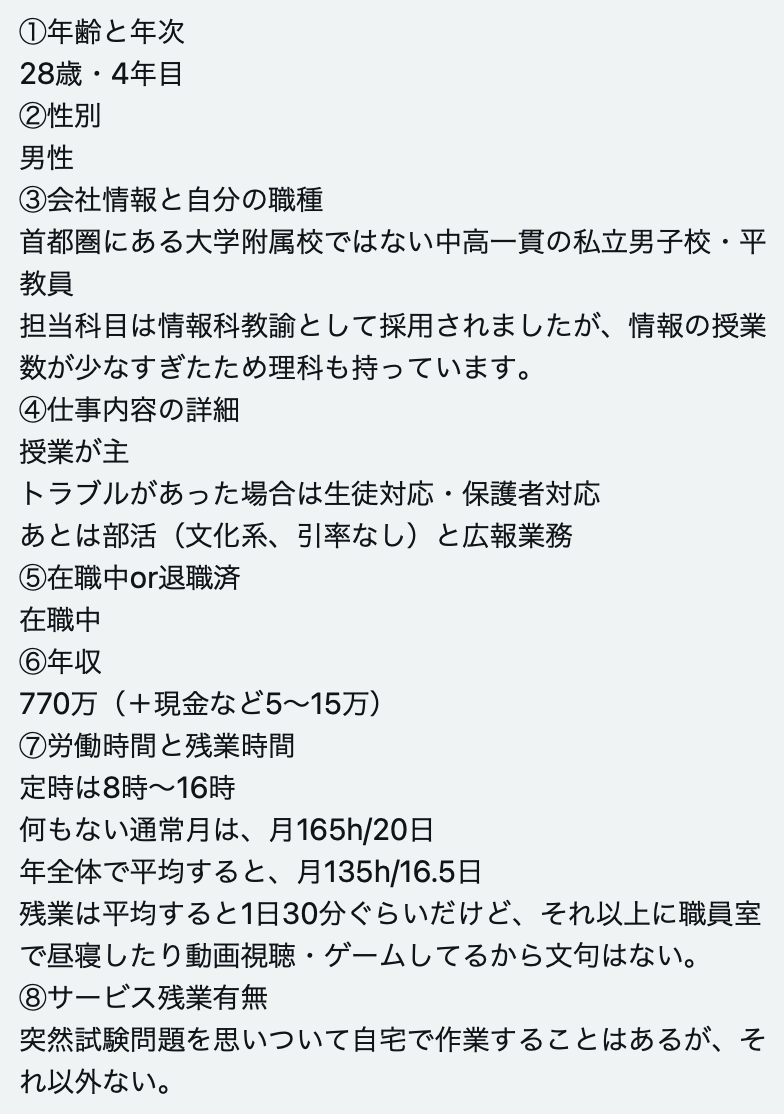 ①年齢と年次
28歳・4年目
②性別
男性
③会社情報と自分の職種
首都圏にある大学附属校ではない中高一貫の私立男子校・平
教員
担当科目は情報科教諭として採用されましたが、情報の授業
数が少なすぎたため理科も持っています。
④仕事内容の詳細
授業が主
トラブルがあった場合は生徒対応・保護者対応
あとは部活（文化系、引率なし）と広報業務
⑤在職中or退職済
在職中
⑥年収
770万（＋現金など5〜15万）
⑦労働時間と残業時間
定時は8時〜16時
何もない通常月は、月165h/20日
年全体で平均すると、月135h/16.5日
残業は平均すると1日30分ぐらいだけど、それ以上に職員室
で昼寝したり動画視聴・ゲームしてるから文句はない。
⑧サービス残業有無
突然試験問題を思いついて自宅で作業することはあるが、そ
れ以外ない。